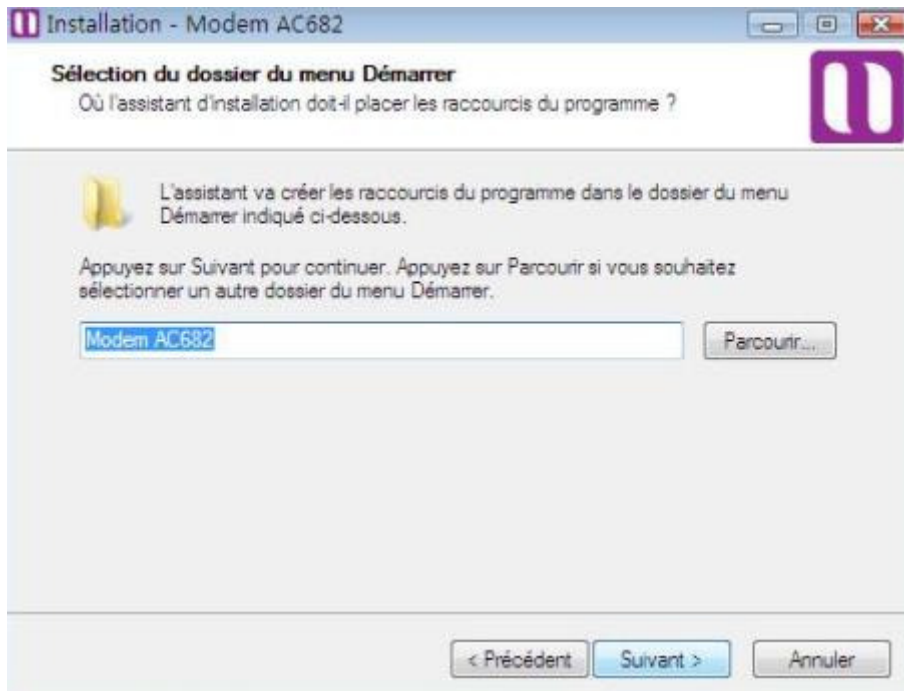 Installation - Modem AC682
Sélection du dossier du menu Démarrer
Où l'assistant d'installation doit-il placer les raccourcis du programme ?
L'assistant va créer les raccourcis du programme dans le dossier du menu
Démarrer indiqué ci-dessous.
Appuyez sur Suivant pour continuer. Appuyez sur Parcourir si vous souhaitez
sélectionner un autre dossier du menu Démarrer.
Modem AC682
Parcourir...
< Précédent
Suivant >
Annuler